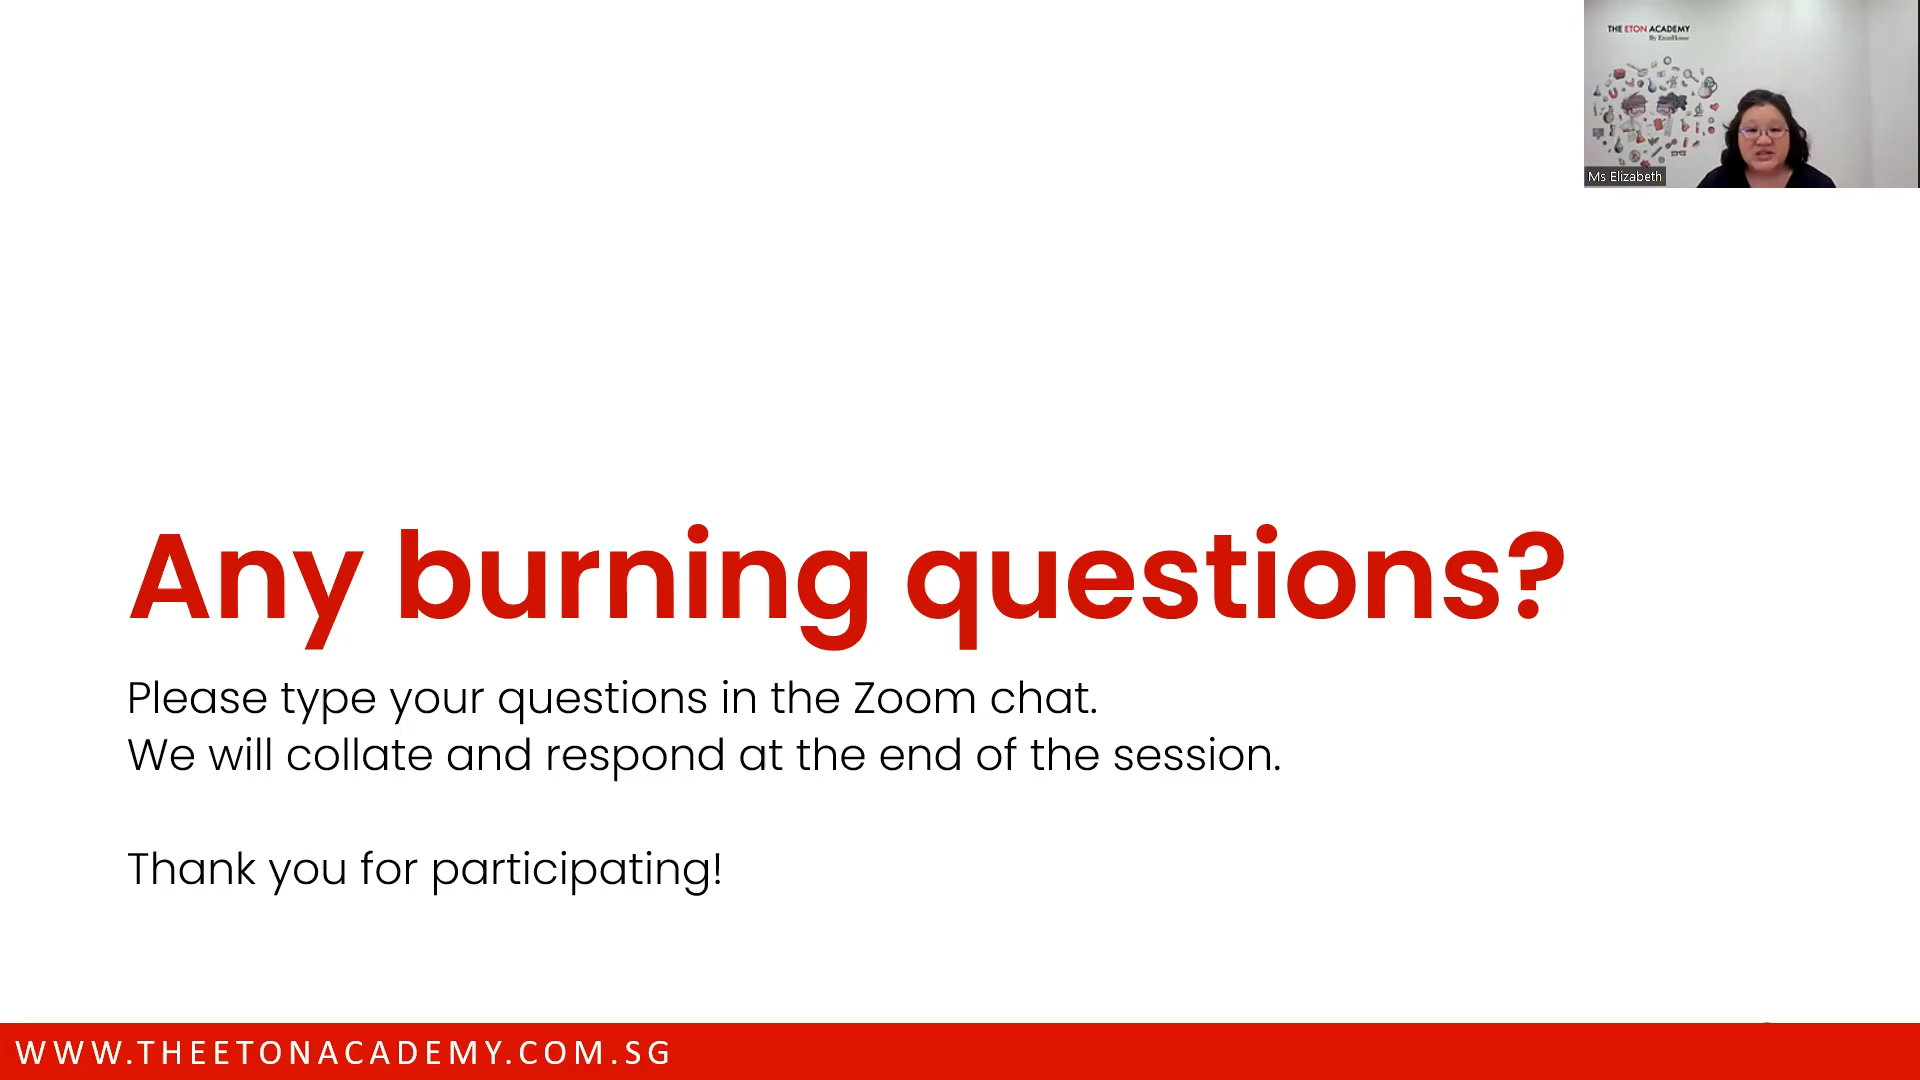 THE ETON ACADEMY
By EtonHouse
Ms Elizabeth
Any burning questions?
Please type your questions in the Zoom chat.
We will collate and respond at the end of the session.
Thank you for participating!
WWW.THEETONACADEMY.COM.SG